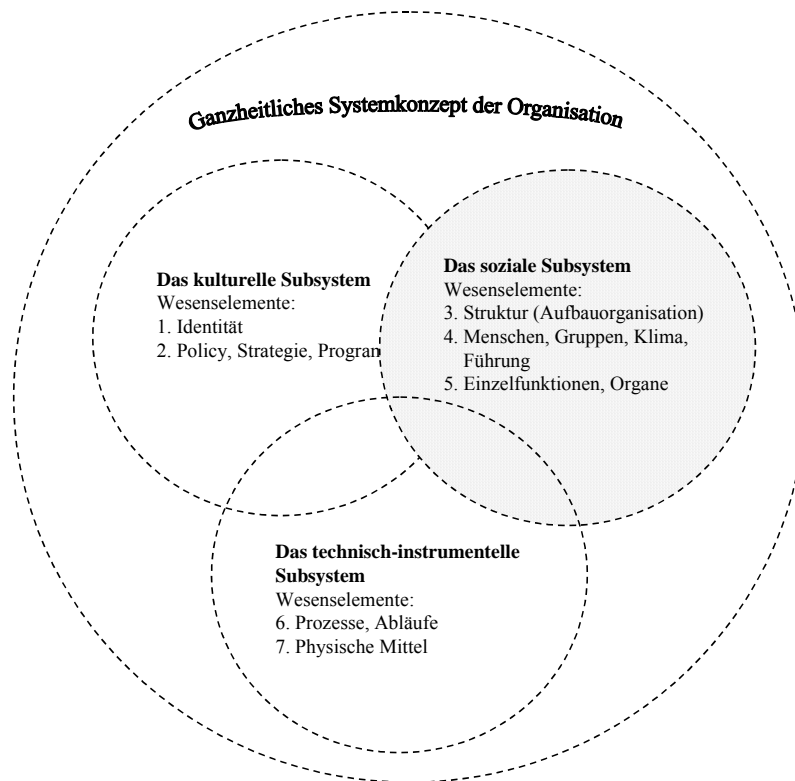 Ganzheitliches Systemkonzept der Organisation
Das kulturelle Subsystem
Wesenselemente:
1. Identität
2. Policy, Strategie, Program
Das soziale Subsystem
Wesenselemente:
3. Struktur (Aufbauorganisation)
4. Menschen, Gruppen, Klima,
Führung
5. Einzelfunktionen, Organe
Das technisch-instrumentelle
Subsystem
Wesenselemente:
6. Prozesse, Abläufe
7. Physische Mittel